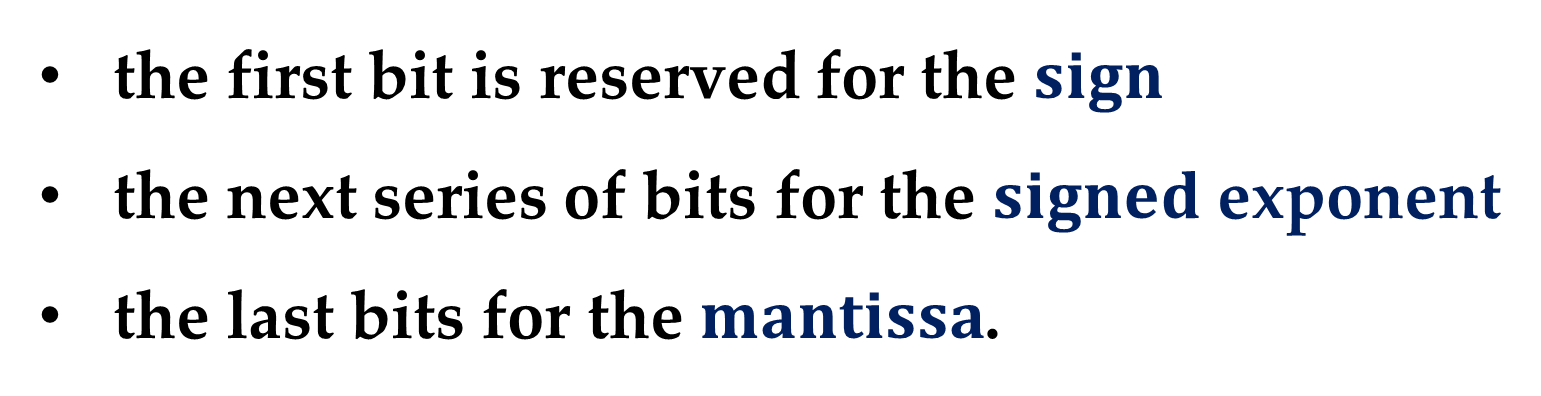 • the first bit is reserved for the sign
• the next series of bits for the signed exponent
• the last bits for the mantissa.